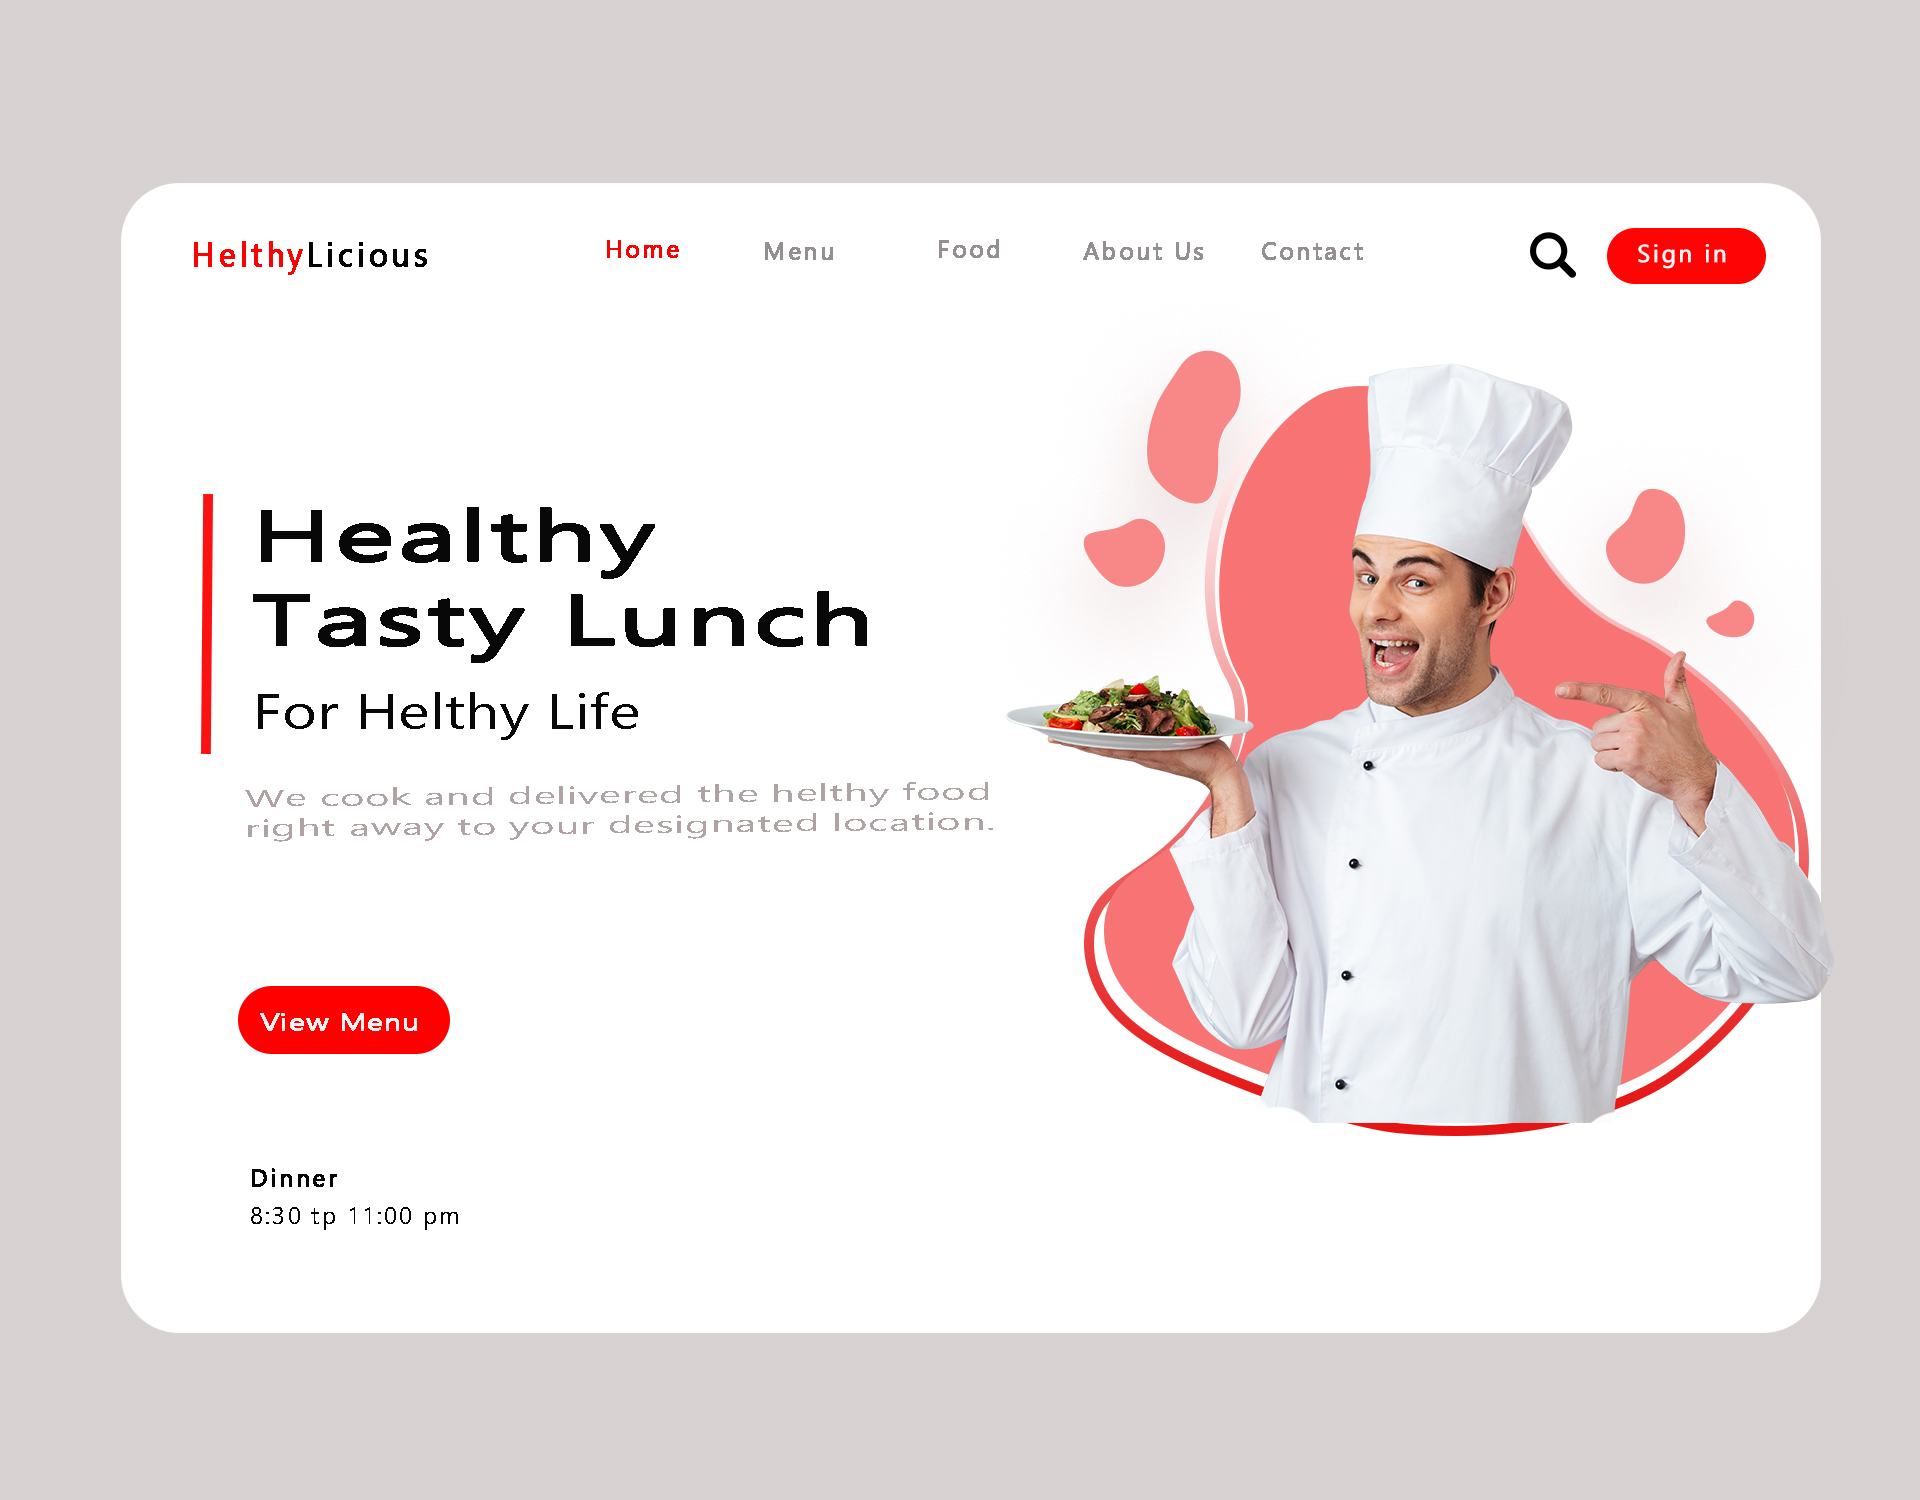 HelthyLicious
Home
Menu
Food
About Us
Contact
Sign in
Healthy
Tasty Lunch
For Helthy Life
We cook and delivered the helthy food
right away to your designated location.
View Menu
Dinner
8:30 tp 11:00 pm